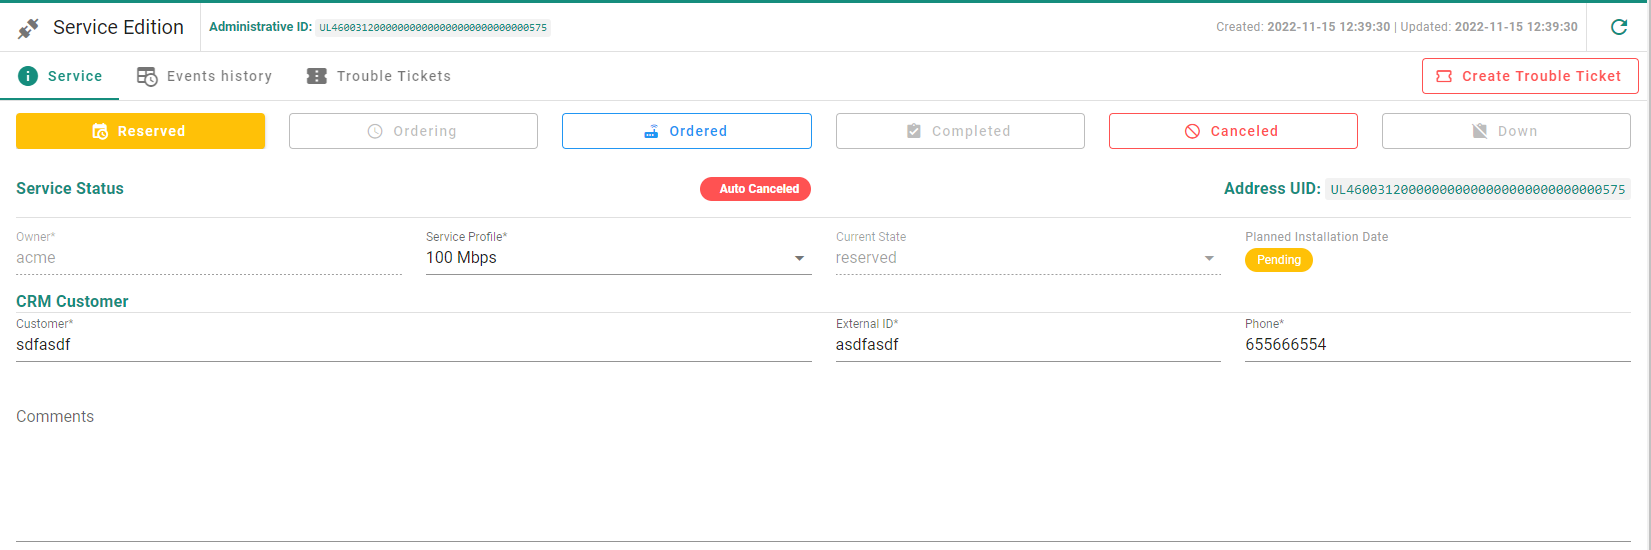 Service Edition Administrative ID: UL4600312000000000000000000000000000575 Created: 2022-11-15 12:39:30 | Updated: 2022-11-15 12:39:30
Service Events history Trouble Tickets Create Trouble Ticket
Reserved Ordering Ordered Completed Canceled Down
Service Status Auto Canceled Address UID: UL4600312000000000000000000000000000575
Owner* Service Profile* Current State Planned Installation Date
acme 100 Mbps reserved Pending
CRM Customer
Customer* External ID* Phone*
sdfasdf asdfasdf 655666554
Comments